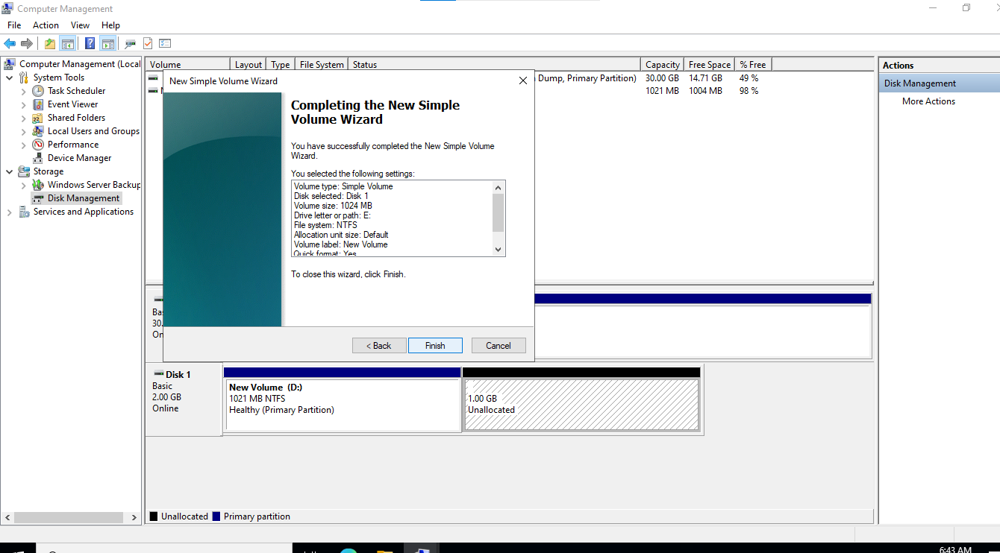 Computer Management
File Action View Help
Computer Management (Local
System Tools
Task Scheduler
Event Viewer
Shared Folders
Local Users and Groups
Performance
Device Manager
Storage
Windows Server Backup
Disk Management
Services and Applications
Volume Layout Type File System Status Capacity Free Space % Free
Dump, Primary Partition) 30.00 GB 14.71 GB 49 %
1021 MB 1004 MB 98 %
New Simple Volume Wizard
Completing the New Simple
Volume Wizard
You have successfully completed the New Simple Volume
Wizard.
You selected the following settings:
Volume type: Simple Volume
Disk selected: Disk 1
Volume size: 1024 MB
Drive letter or path: E:
File system: NTFS
Allocation unit size: Default
Volume label: New Volume
Quick format: Yes
To close this wizard, click Finish.
< Back Finish Cancel
Bas
30.
On
Disk 1
Basic
2.00 GB
Online
New Volume (D:)
1021 MB NTFS
Healthy (Primary Partition)
1.00 GB
Unallocated
Unallocated Primary partition
Actions
Disk Management
More Actions
6:43 AM